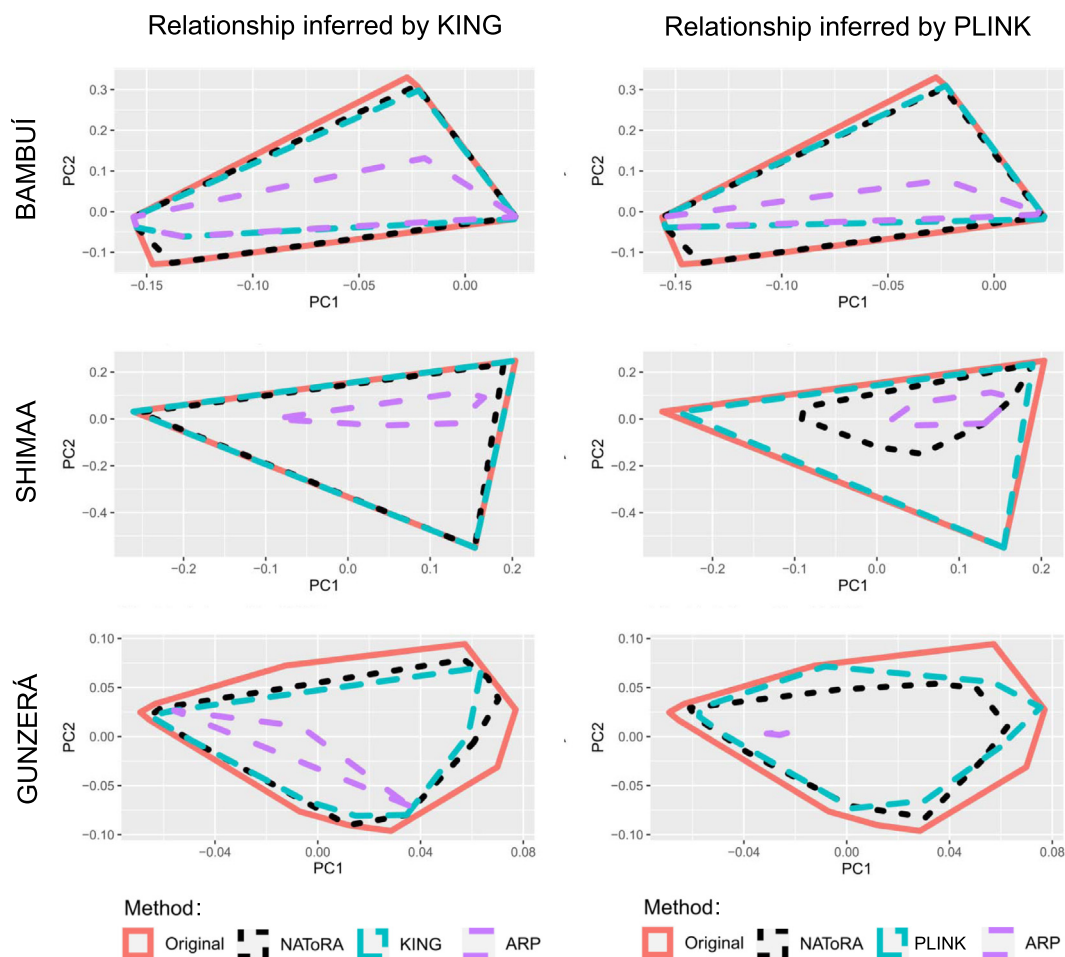 Relationship inferred by KING
Relationship inferred by PLINK
BAMBUÍ
PC2
0.3
0.2
0.1
0.0
−0.1
−0.15
−0.10
−0.05
0.00
PC1
PC2
0.3
0.2
0.1
0.0
−0.1
−0.15
−0.10
−0.05
0.00
PC1
SHIMAA
PC2
0.2
0.0
−0.2
−0.4
−0.2
−0.1
0.0
0.1
0.2
PC1
PC2
0.2
0.0
−0.2
−0.4
−0.2
−0.1
0.0
0.1
0.2
PC1
GUNZERÁ
PC2
0.10
0.05
0.00
−0.05
−0.10
−0.04
0.00
0.04
0.08
PC1
PC2
0.10
0.05
0.00
−0.05
−0.10
−0.04
0.00
0.04
0.08
PC1
Method:
Original NAToRA KING ARP
Method:
Original NAToRA PLINK ARP